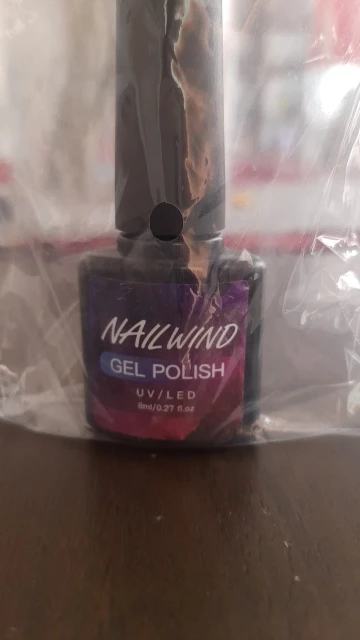 NAILWIND
GEL POLISH
UV/LED
8ml/0.27 fl.oz